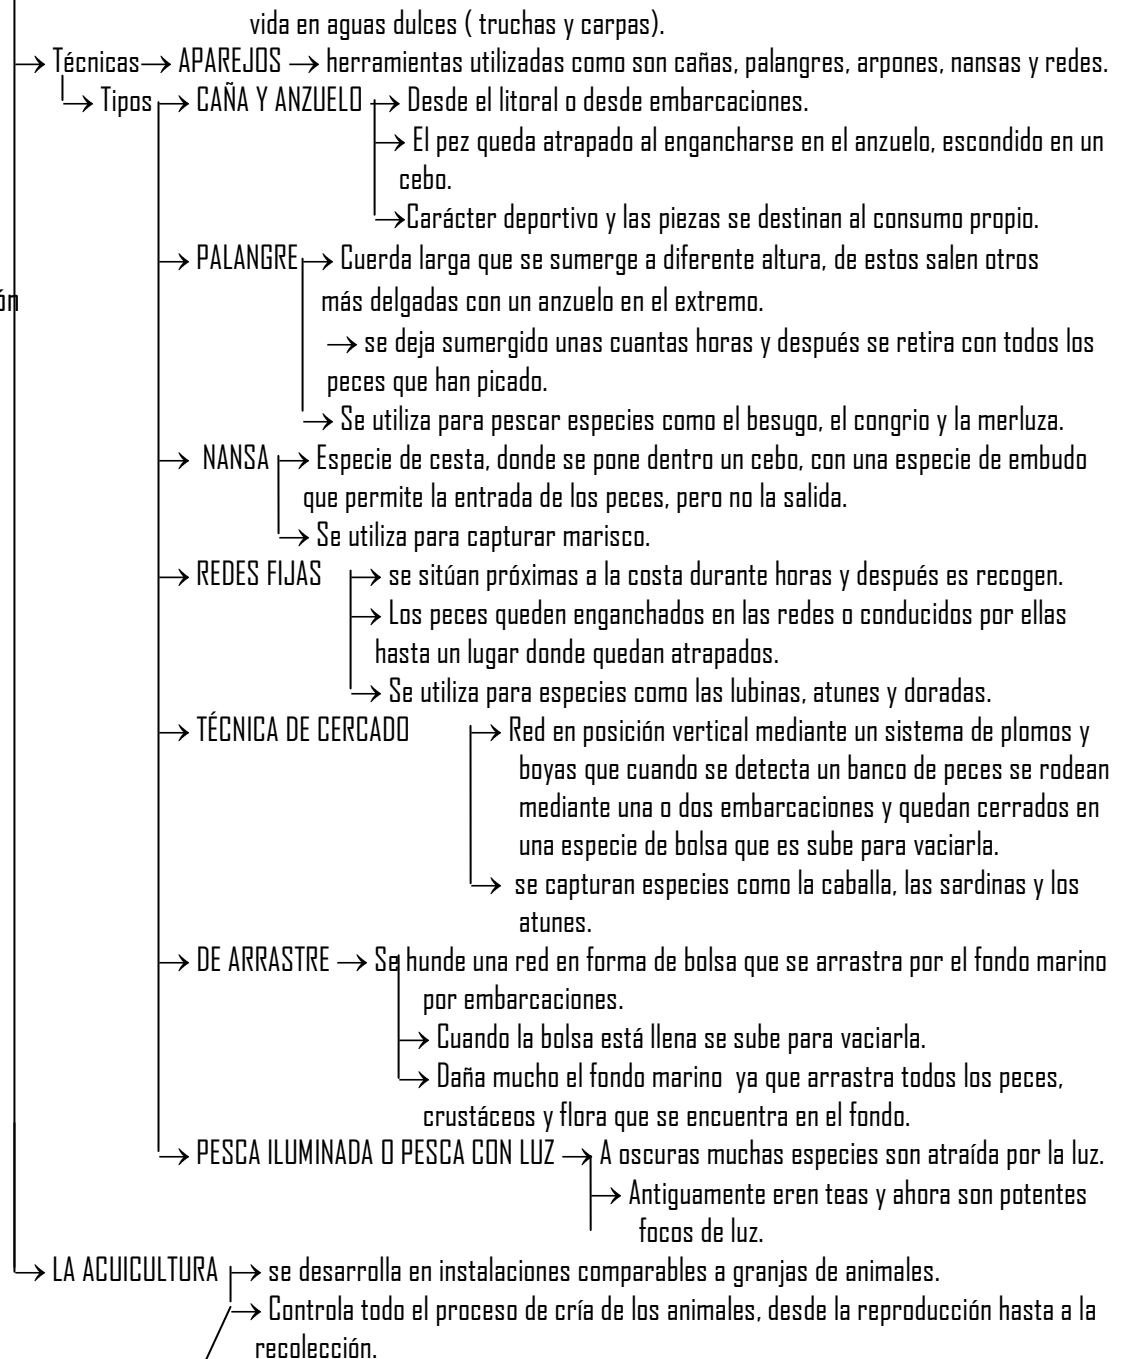 vida en aguas dulces ( truchas y carpas).
→ Técnicas→ APAREJOS → herramientas utilizadas como son cañas, palangres, arpones, nansas y redes.
→ Tipos → CAÑA Y ANZUELO → Desde el litoral o desde embarcaciones.
→ El pez queda atrapado al engancharse en el anzuelo, escondido en un
cebo.
→Carácter deportivo y las piezas se destinan al consumo propio.
→ PALANGRE → Cuerda larga que se sumerge a diferente altura, de estos salen otros
ón
más delgadas con un anzuelo en el extremo.
→ se deja sumergido unas cuantas horas y después se retira con todos los
peces que han picado.
→ Se utiliza para pescar especies como el besugo, el congrio y la merluza.
→ NANSA → Especie de cesta, donde se pone dentro un cebo, con una especie de embudo
que permite la entrada de los peces, pero no la salida.
→ Se utiliza para capturar marisco.
→ REDES FIJAS → se sitúan próximas a la costa durante horas y después es recogen.
→ Los peces queden enganchados en las redes o conducidos por ellas
hasta un lugar donde quedan atrapados.
→ Se utiliza para especies como las lubinas, atunes y doradas.
→ TÉCNICA DE CERCADO → Red en posición vertical mediante un sistema de plomos y
boyas que cuando se detecta un banco de peces se rodean
mediante una o dos embarcaciones y quedan cerrados en
una especie de bolsa que es sube para vaciarla.
→ se capturan especies como la caballa, las sardinas y los
atunes.
→ DE ARRASTRE → Se hunde una red en forma de bolsa que se arrastra por el fondo marino
por embarcaciones.
→ Cuando la bolsa está llena se sube para vaciarla.
→ Daña mucho el fondo marino ya que arrastra todos los peces,
crustáceos y flora que se encuentra en el fondo.
→ PESCA ILUMINADA O PESCA CON LUZ → A oscuras muchas especies son atraída por la luz.
→ Antiguamente eren teas y ahora son potentes
focos de luz.
→ LA ACUICULTURA → se desarrolla en instalaciones comparables a granjas de animales.
→ Controla todo el proceso de cría de los animales, desde la reproducción hasta a la
recolección.